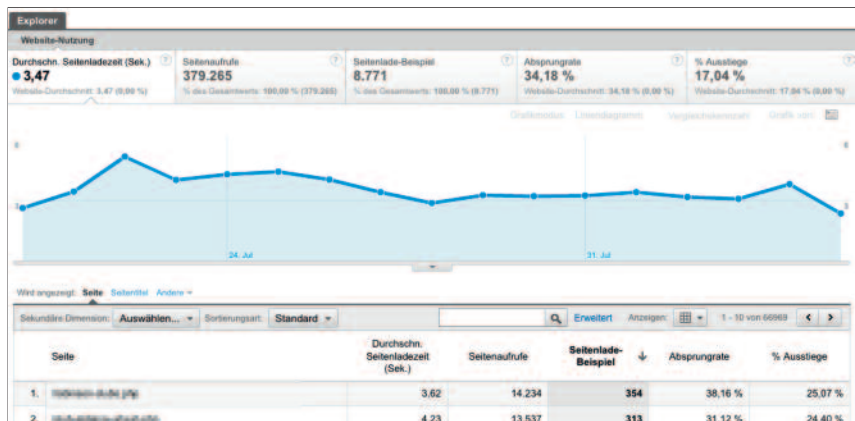 Explorer
Website-Nutzung
Durchschn. Seitenladezeit (Sek.) ? Seitenaufrufe ? Seitenlade-Beispiel ? Absprungrate ? % Ausstiege ?
3,47 379.265 8.771 34,18 % 17,04 %
Website-Durchschnitt: 3,47 (0,00 %) % des Gesamtwerts: 100,00 % (379.265) % des Gesamtwerts: 100,00 % (8.771) Website-Durchschnitt: 34,18 % (0,00 %) Website-Durchschnitt: 17,04 % (0,00 %)
Grafikmodus Liniendiagramm Vergleichskennzahl Grafik von:
6 6
3 3
24. Jul 31. Jul
Wird angezeigt: Seite Seitentitel Andere
Sekundäre Dimension: Auswählen... Sortierungsart: Standard Erweitert Anzeigen: 1 - 10 von 66969
Seite Durchschn. Seitenladezeit (Sek.) Seitenaufrufe Seitenlade-Beispiel Absprungrate % Ausstiege
1. 3,62 14.234 354 38,16 % 25,07 %
2. 4,23 13.537 313 31,12 % 24,40 %